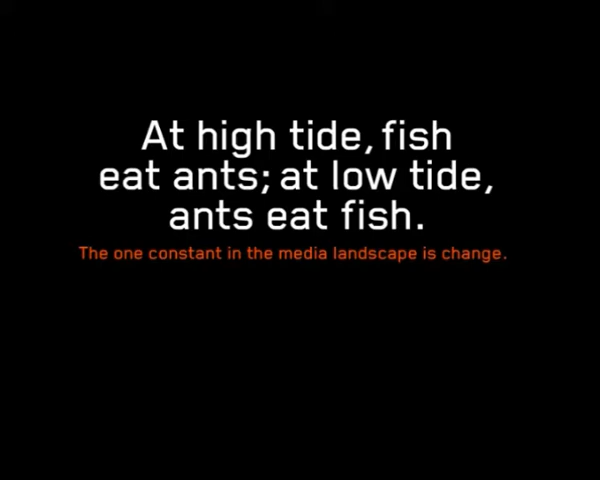 At high tide, fish
eat ants; at low tide,
ants eat fish.
The one constant in the media landscape is change.